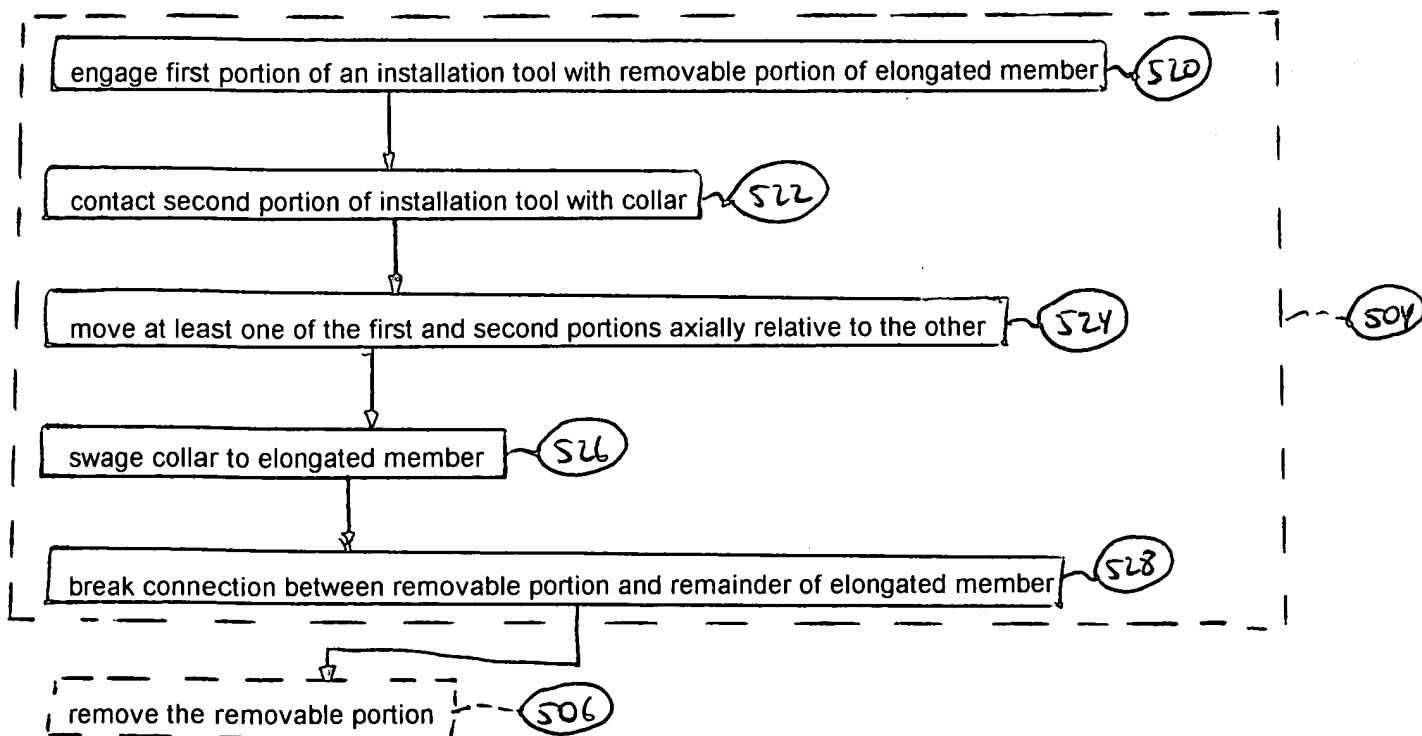 engage first portion of an installation tool with removable portion of elongated member
520
contact second portion of installation tool with collar
522
move at least one of the first and second portions axially relative to the other
524
504
swage collar to elongated member
526
break connection between removable portion and remainder of elongated member
528
remove the removable portion
506